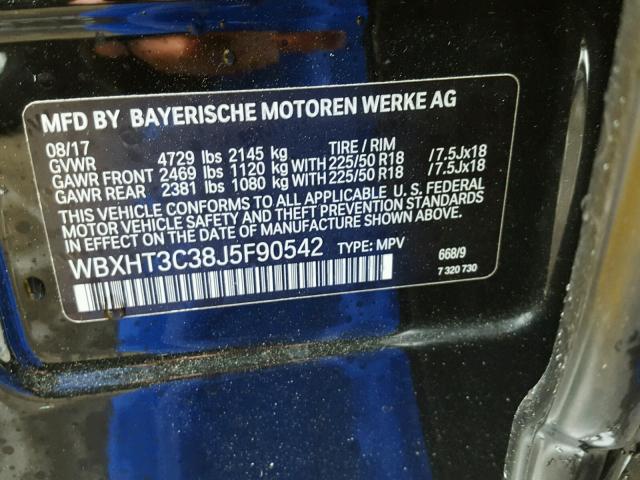 MFD BY BAYERISCHE MOTOREN WERKE AG
08/17 TIRE / RIM
GVWR 4729 lbs 2145 kg
GAWR FRONT 2469 lbs 1120 kg WITH 225/50 R18 /7.5Jx18
GAWR REAR 2381 lbs 1080 kg WITH 225/50 R18 /7.5Jx18
THIS VEHICLE CONFORMS TO ALL APPLICABLE U. S. FEDERAL
MOTOR VEHICLE SAFETY AND THEFT PREVENTION STANDARDS
IN EFFECT ON THE DATE OF MANUFACTURE SHOWN ABOVE.
WBXHT3C38J5F90542 TYPE: MPV
668/9
7 320 730